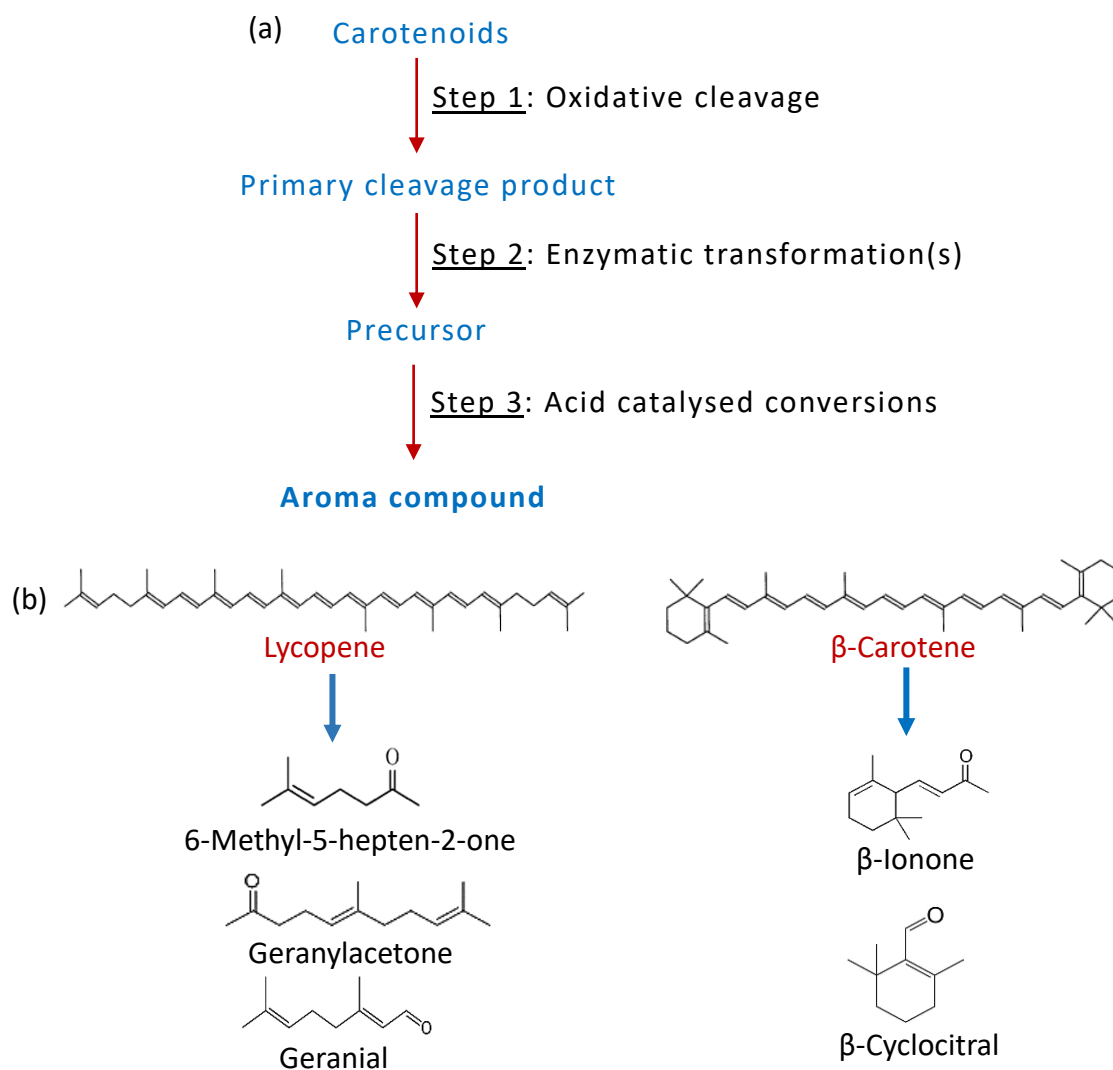 (a) Carotenoids
Step 1: Oxidative cleavage
Primary cleavage product
Step 2: Enzymatic transformation(s)
Precursor
Step 3: Acid catalysed conversions
Aroma compound
(b)
Lycopene
β-Carotene
O
6-Methyl-5-hepten-2-one
O
β-Ionone
O
Geranylacetone
O
Geranial
O
β-Cyclocitral